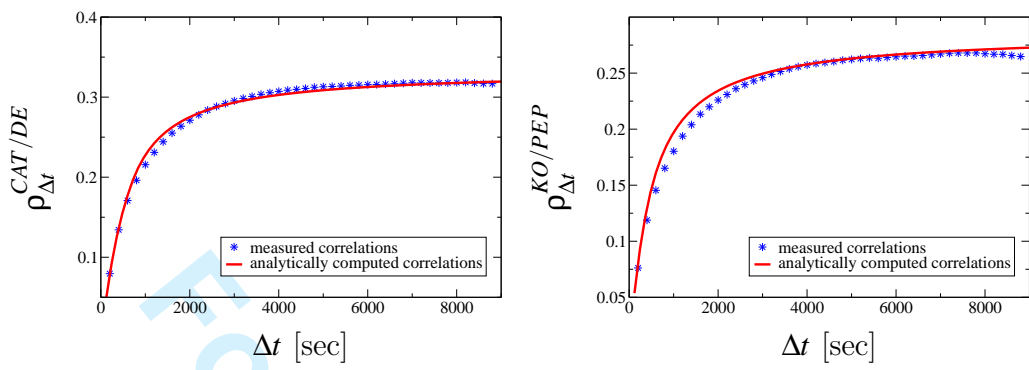 0.4
0.3
0.2
0.1
ρΔt^CAT/DE
measured correlations
analytically computed correlations
0 2000 4000 6000 8000
Δt [sec]
0.25
0.2
0.15
0.1
0.05
ρΔt^KO/PEP
measured correlations
analytically computed correlations
0 2000 4000 6000 8000
Δt [sec]